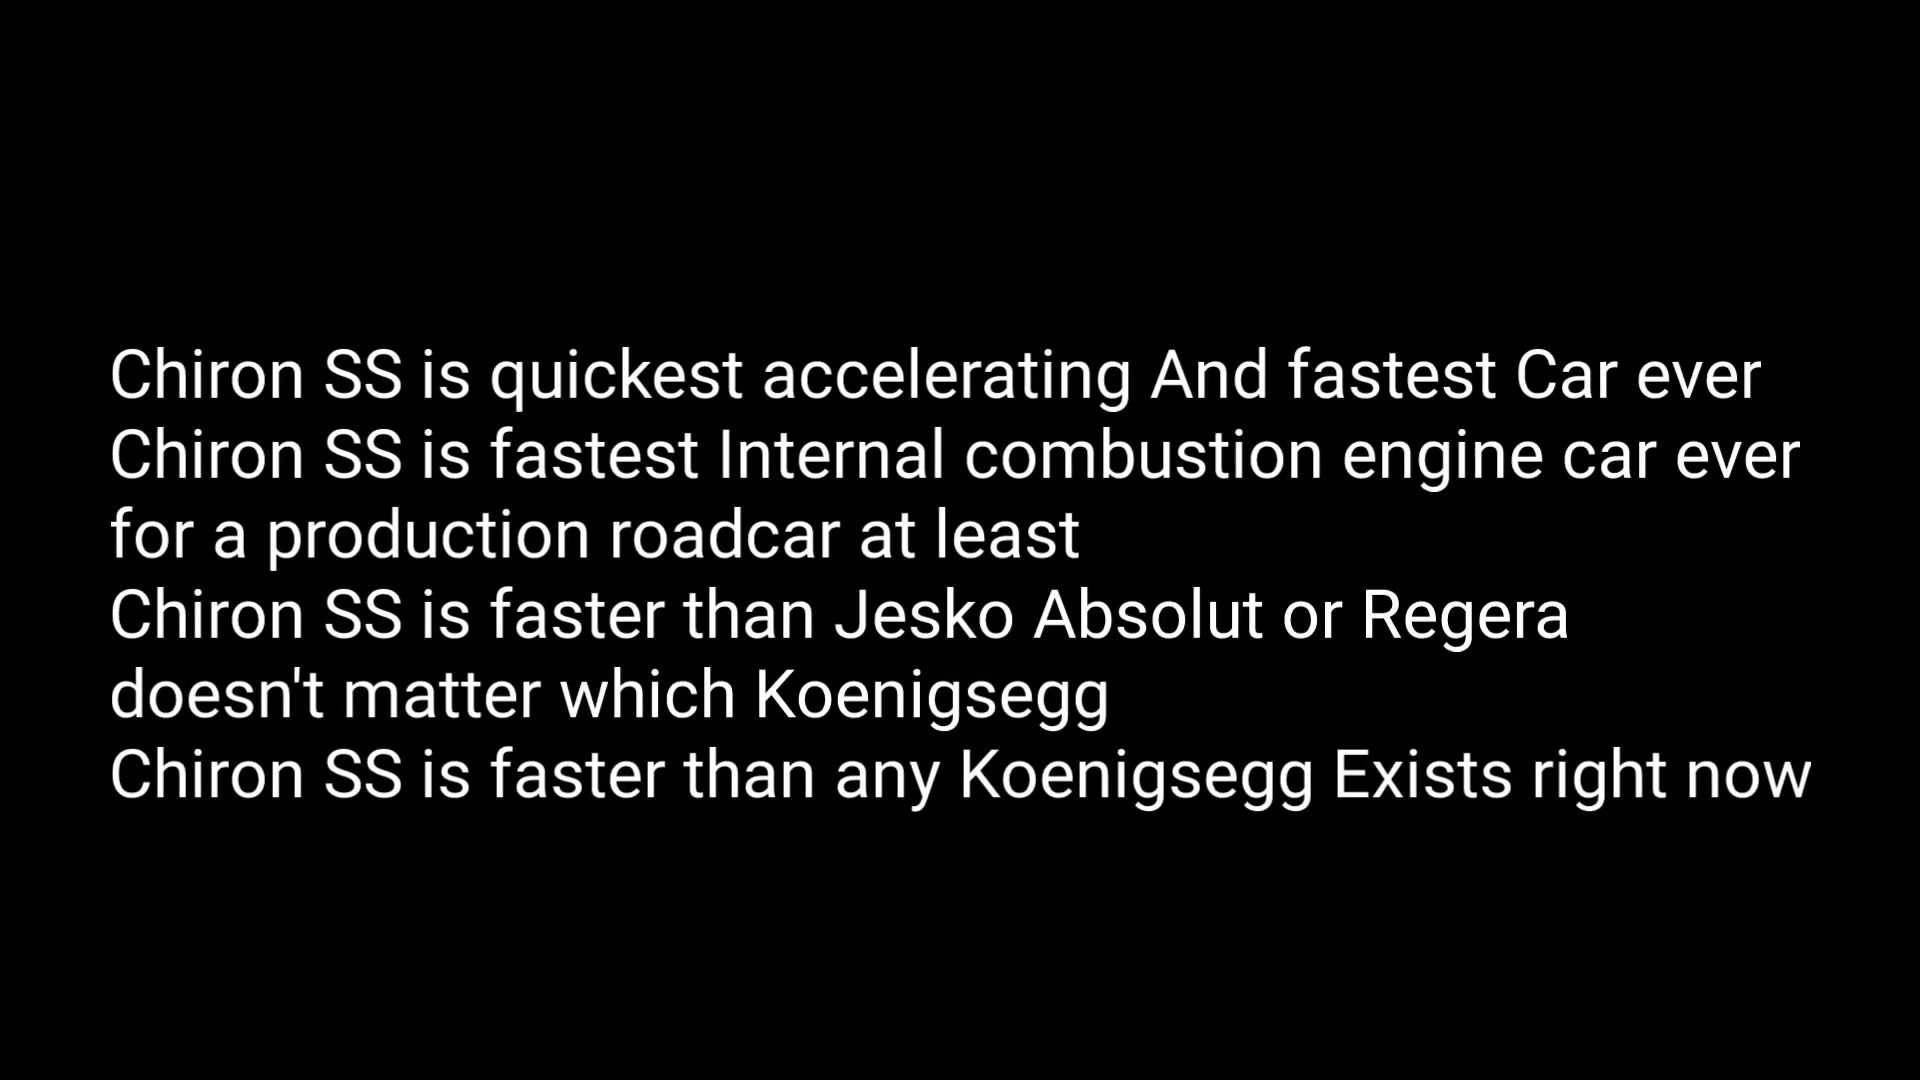 Chiron SS is quickest accelerating And fastest Car ever
Chiron SS is fastest Internal combustion engine car ever
for a production roadcar at least
Chiron SS is faster than Jesko Absolut or Regera
doesn't matter which Koenigsegg
Chiron SS is faster than any Koenigsegg Exists right now